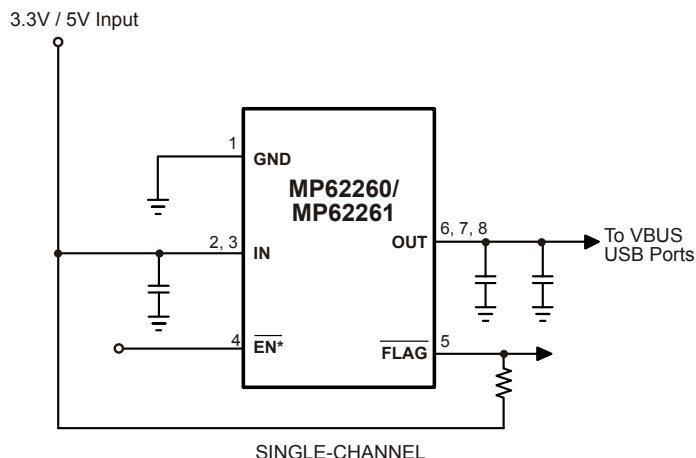 3.3V / 5V Input
1
GND
MP62260/
MP62261
2, 3
IN
OUT
6, 7, 8
To VBUS
USB Ports
4
EN*
FLAG
5
SINGLE-CHANNEL